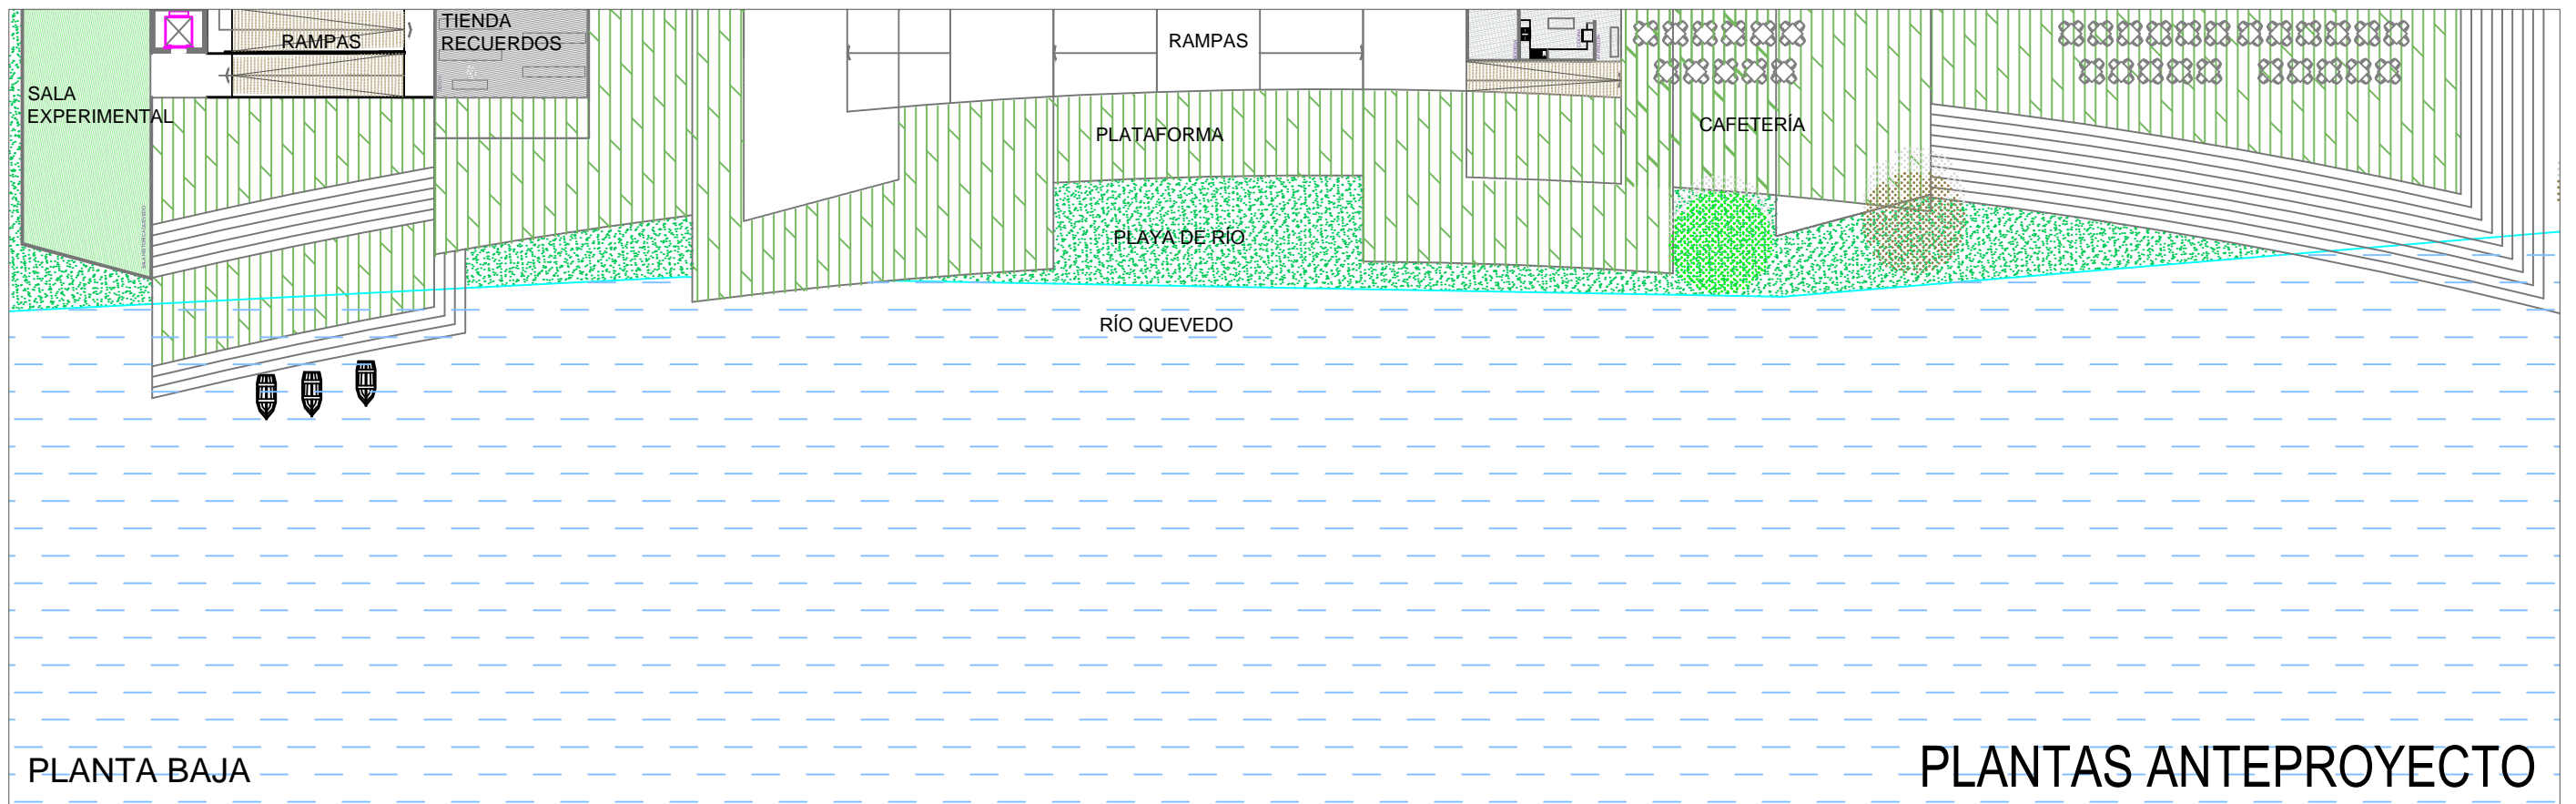 TIENDA
RECUERDOS
RAMPAS
RAMPAS
SALA
EXPERIMENTAL
PLATAFORMA
CAFETERÍA
PLAYA DE RÍO
RÍO QUEVEDO
PLANTA BAJA
PLANTAS ANTEPROYECTO